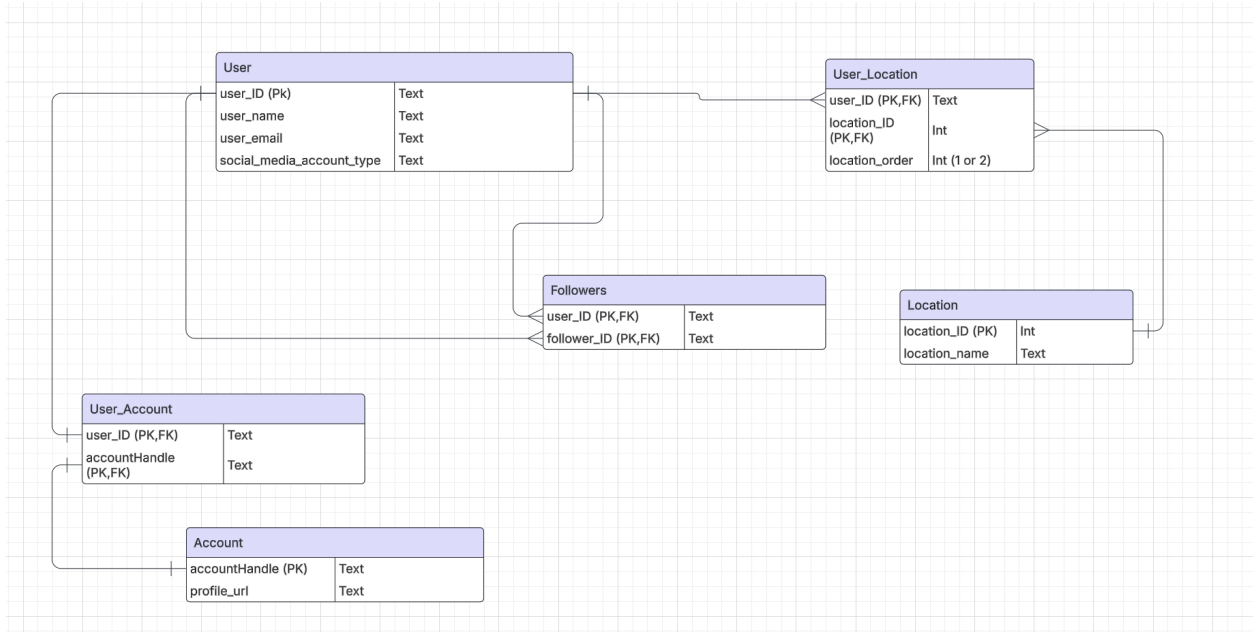 User
user_ID (Pk) Text
user_name Text
user_email Text
social_media_account_type Text
User_Location
user_ID (PK,FK) Text
location_ID
(PK,FK) Int
location_order Int (1 or 2)
Followers
user_ID (PK,FK) Text
follower_ID (PK,FK) Text
Location
location_ID (PK) Int
location_name Text
User_Account
user_ID (PK,FK) Text
accountHandle
(PK,FK) Text
Account
accountHandle (PK) Text
profile_url Text